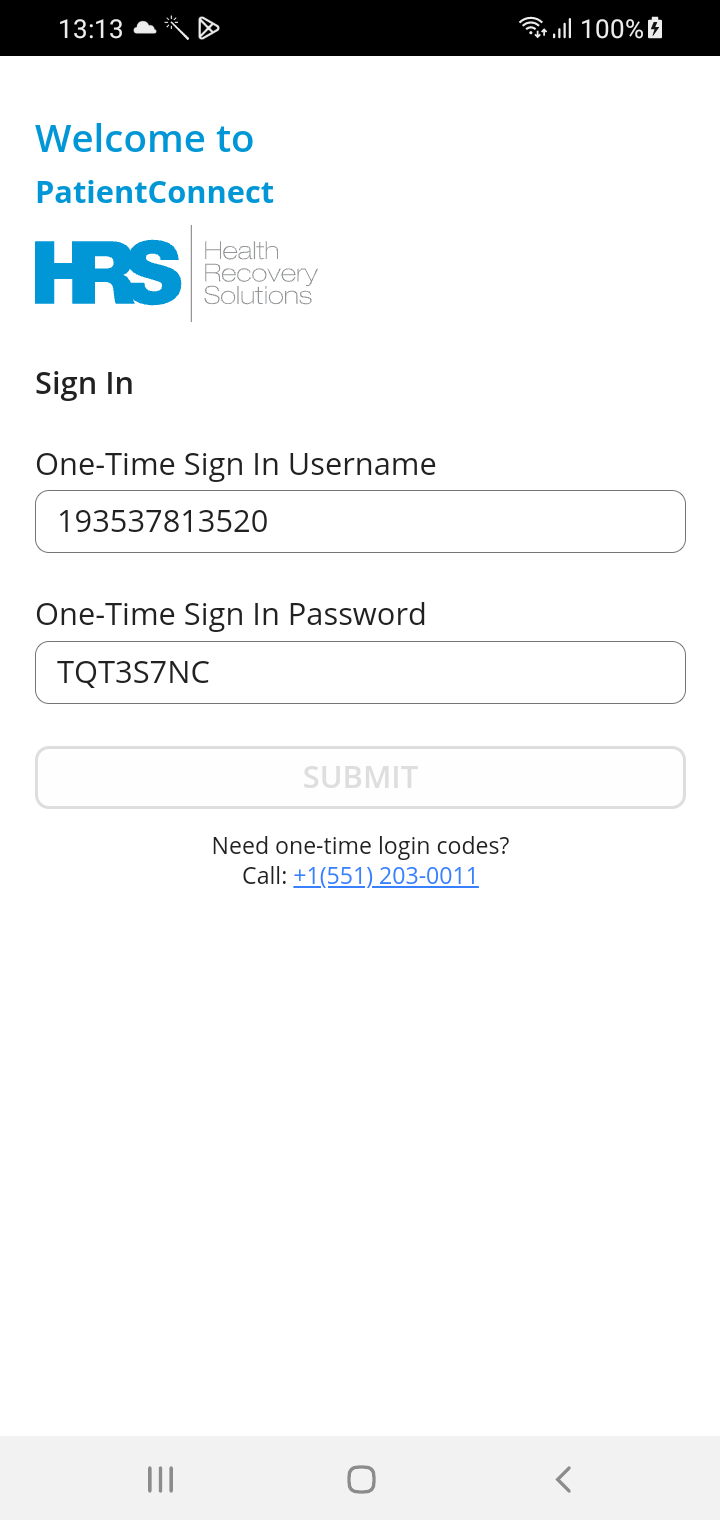 13:13 100%
Welcome to
PatientConnect
HRS Health
Recovery
Solutions
Sign In
One-Time Sign In Username
193537813520
One-Time Sign In Password
TQT3S7NC
SUBMIT
Need one-time login codes?
Call: +1(551) 203-0011